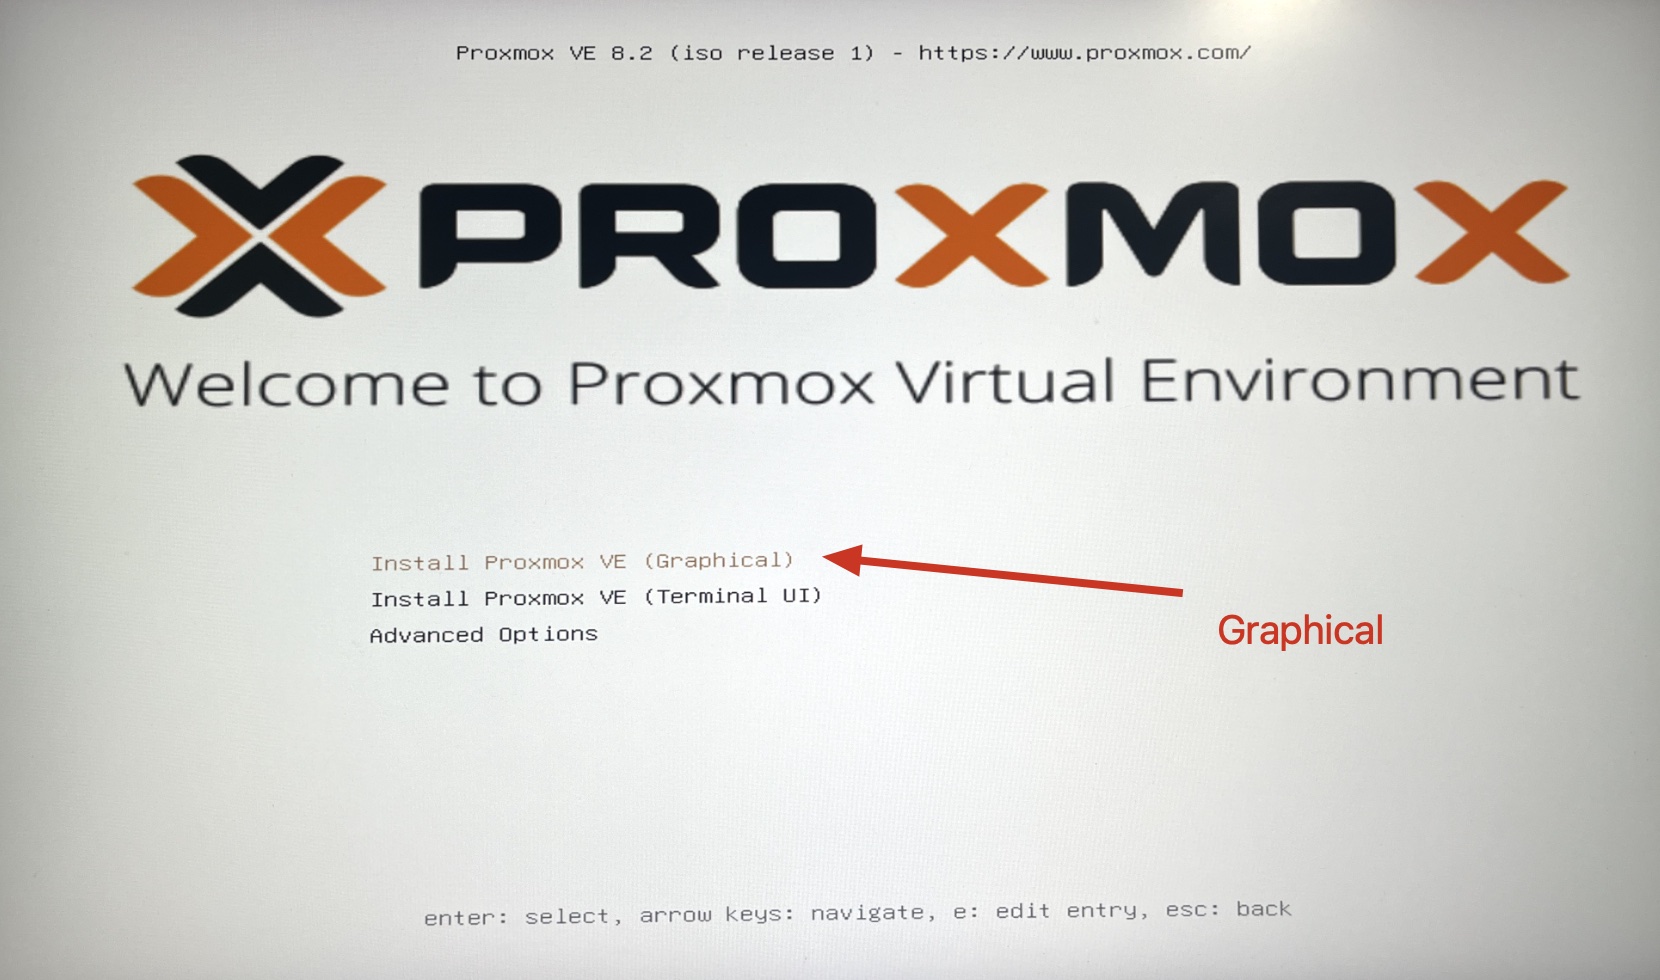 Proxmox VE 8.2 (iso release 1) - https://www.proxmox.com/
PROXMOX
Welcome to Proxmox Virtual Environment
Install Proxmox VE (Graphical)
Install Proxmox VE (Terminal UI)
Advanced Options
Graphical
enter: select, arrow keys: navigate, e: edit entry, esc: back